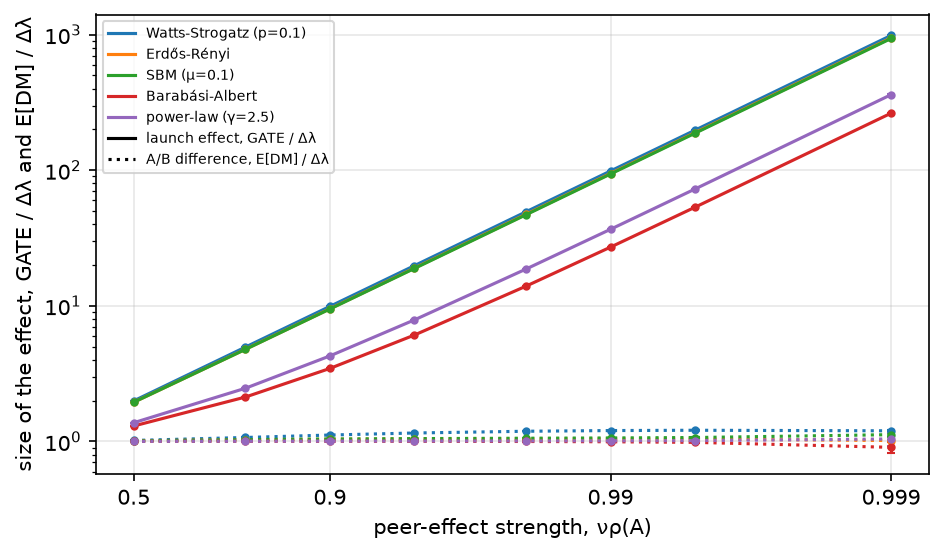 size of the effect, GATE / Δλ and E[DM] / Δλ
10³
10²
10¹
10⁰
Watts-Strogatz (p=0.1)
Erdős-Rényi
SBM (μ=0.1)
Barabási-Albert
power-law (γ=2.5)
launch effect, GATE / Δλ
A/B difference, E[DM] / Δλ
0.5
0.9
0.99
0.999
peer-effect strength, νρ(A)